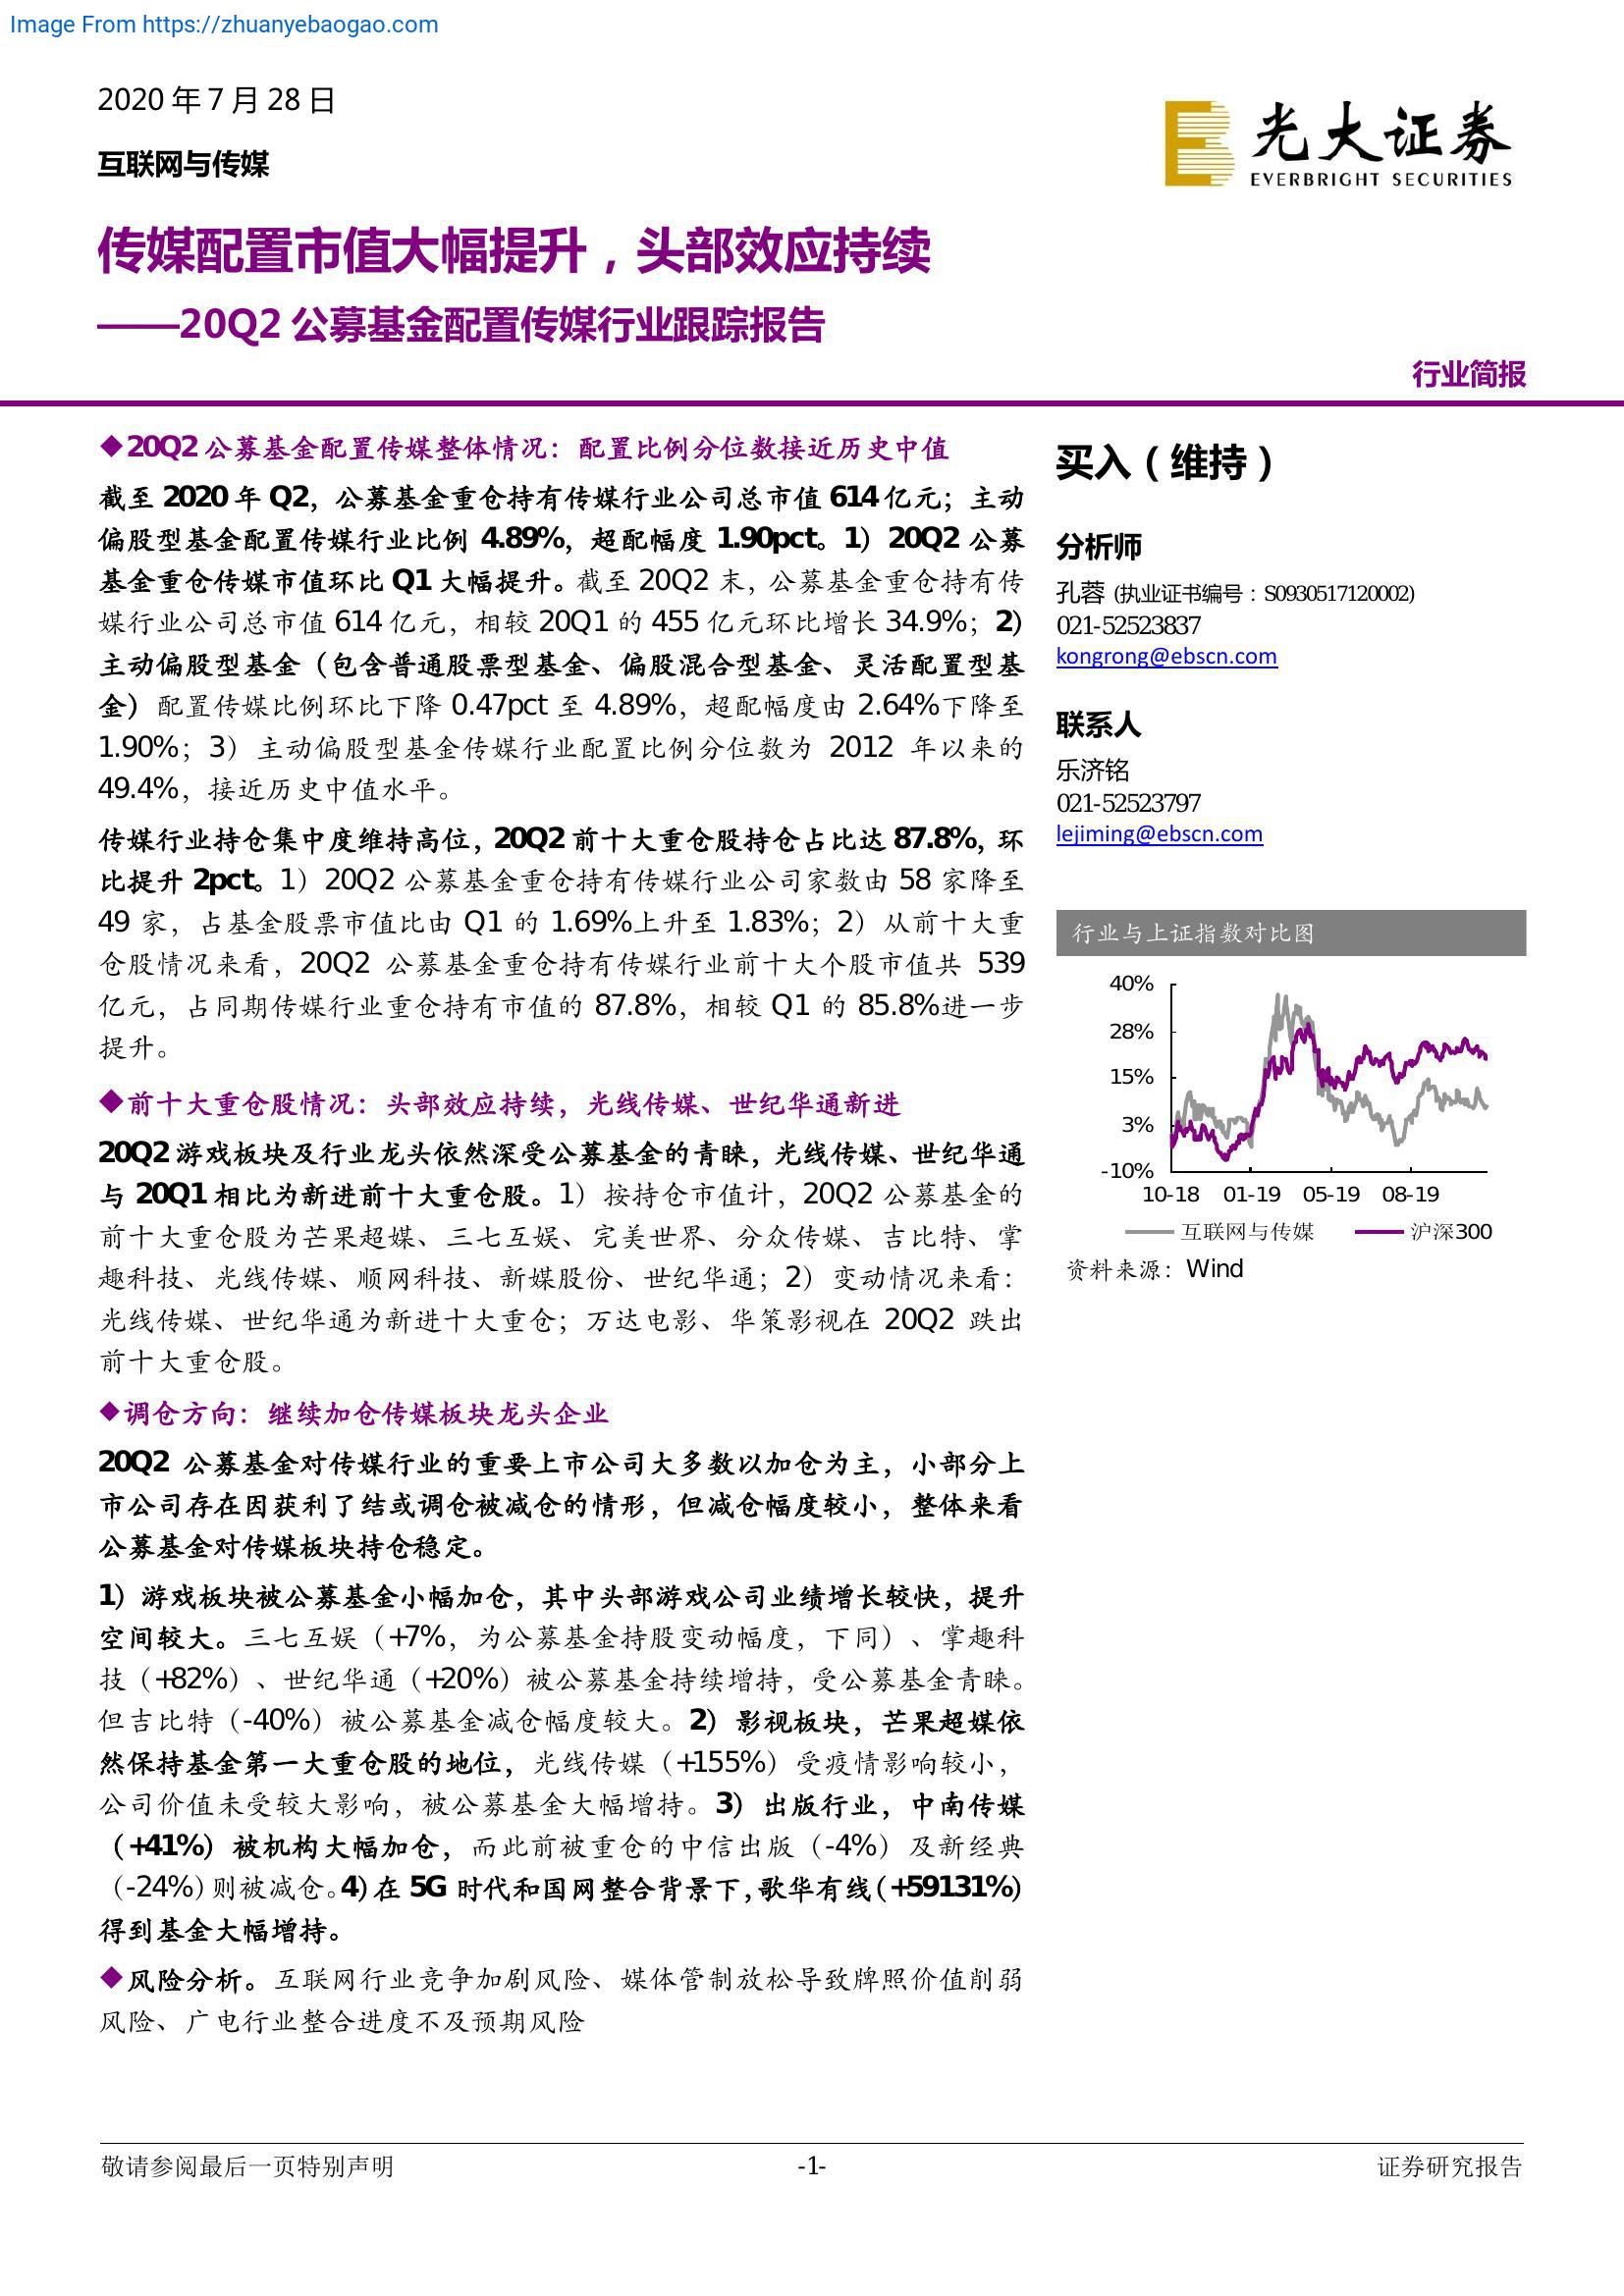 Image From https://zhuanyebaogao.com
2020 年 7 月 28 日
互联网与传媒
光大证券
EVERBRIGHT SECURITIES
传媒配置市值大幅提升，头部效应持续
——20Q2 公募基金配置传媒行业跟踪报告
行业简报
◆20Q2 公募基金配置传媒整体情况：配置比例分位数接近历史中值
截至 2020 年 Q2，公募基金重仓持有传媒行业公司总市值 614 亿元；主动
偏股型基金配置传媒行业比例 4.89%，超配幅度 1.90pct。1）20Q2 公募
基金重仓传媒市值环比 Q1 大幅提升。截至 20Q2 末，公募基金重仓持有传
媒行业公司总市值 614 亿元，相较 20Q1 的 455 亿元环比增长 34.9%；2）
主动偏股型基金（包含普通股票型基金、偏股混合型基金、灵活配置型基
金）配置传媒比例环比下降 0.47pct 至 4.89%，超配幅度由 2.64%下降至
1.90%；3）主动偏股型基金传媒行业配置比例分位数为 2012 年以来的
49.4%，接近历史中值水平。
传媒行业持仓集中度维持高位，20Q2 前十大重仓股持仓占比达 87.8%，环
比提升 2pct。1）20Q2 公募基金重仓持有传媒行业公司家数由 58 家降至
49 家，占基金股票市值比由 Q1 的 1.69%上升至 1.83%；2）从前十大重
仓股情况来看，20Q2 公募基金重仓持有传媒行业前十大个股市值共 539
亿元，占同期传媒行业重仓持有市值的 87.8%，相较 Q1 的 85.8%进一步
提升。
◆前十大重仓股情况：头部效应持续，光线传媒、世纪华通新进
20Q2 游戏板块及行业龙头依然深受公募基金的青睐，光线传媒、世纪华通
与 20Q1 相比为新进前十大重仓股。1）按持仓市值计，20Q2 公募基金的
前十大重仓股为芒果超媒、三七互娱、完美世界、分众传媒、吉比特、掌
趣科技、光线传媒、顺网科技、新媒股份、世纪华通；2）变动情况来看：
光线传媒、世纪华通为新进十大重仓；万达电影、华策影视在 20Q2 跌出
前十大重仓股。
◆调仓方向：继续加仓传媒板块龙头企业
20Q2 公募基金对传媒行业的重要上市公司大多数以加仓为主，小部分上
市公司存在因获利了结或调仓被减仓的情形，但减仓幅度较小，整体来看
公募基金对传媒板块持仓稳定。
1）游戏板块被公募基金小幅加仓，其中头部游戏公司业绩增长较快，提升
空间较大。三七互娱（+7%，为公募基金持股变动幅度，下同）、掌趣科
技（+82%）、世纪华通（+20%）被公募基金持续增持，受公募基金青睐。
但吉比特（-40%）被公募基金减仓幅度较大。2）影视板块，芒果超媒依
然保持基金第一大重仓股的地位，光线传媒（+155%）受疫情影响较小，
公司价值未受较大影响，被公募基金大幅增持。3）出版行业，中南传媒
（+41%）被机构大幅加仓，而此前被重仓的中信出版（-4%）及新经典
（-24%）则被减仓。4）在 5G 时代和国网整合背景下，歌华有线（+59131%）
得到基金大幅增持。
◆风险分析。互联网行业竞争加剧风险、媒体管制放松导致牌照价值削弱
风险、广电行业整合进度不及预期风险
买入（维持）
分析师
孔蓉 (执业证书编号：S0930517120002)
021-52523837
kongrong@ebscn.com
联系人
乐济铭
021-52523797
lejiming@ebscn.com
行业与上证指数对比图
40%
28%
15%
3%
-10%
10-18 01-19 05-19 08-19
互联网与传媒 沪深300
资料来源：Wind
敬请参阅最后一页特别声明 -1- 证券研究报告